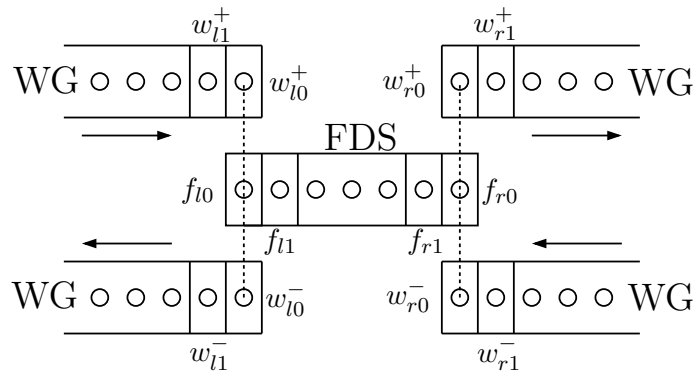 w_{l1}^+ w_{r1}^+
WG w_{l0}^+ w_{r0}^+ WG
FDS
f_{l0} f_{r0}
f_{l1} f_{r1}
WG w_{l0}^- w_{r0}^- WG
w_{l1}^- w_{r1}^-